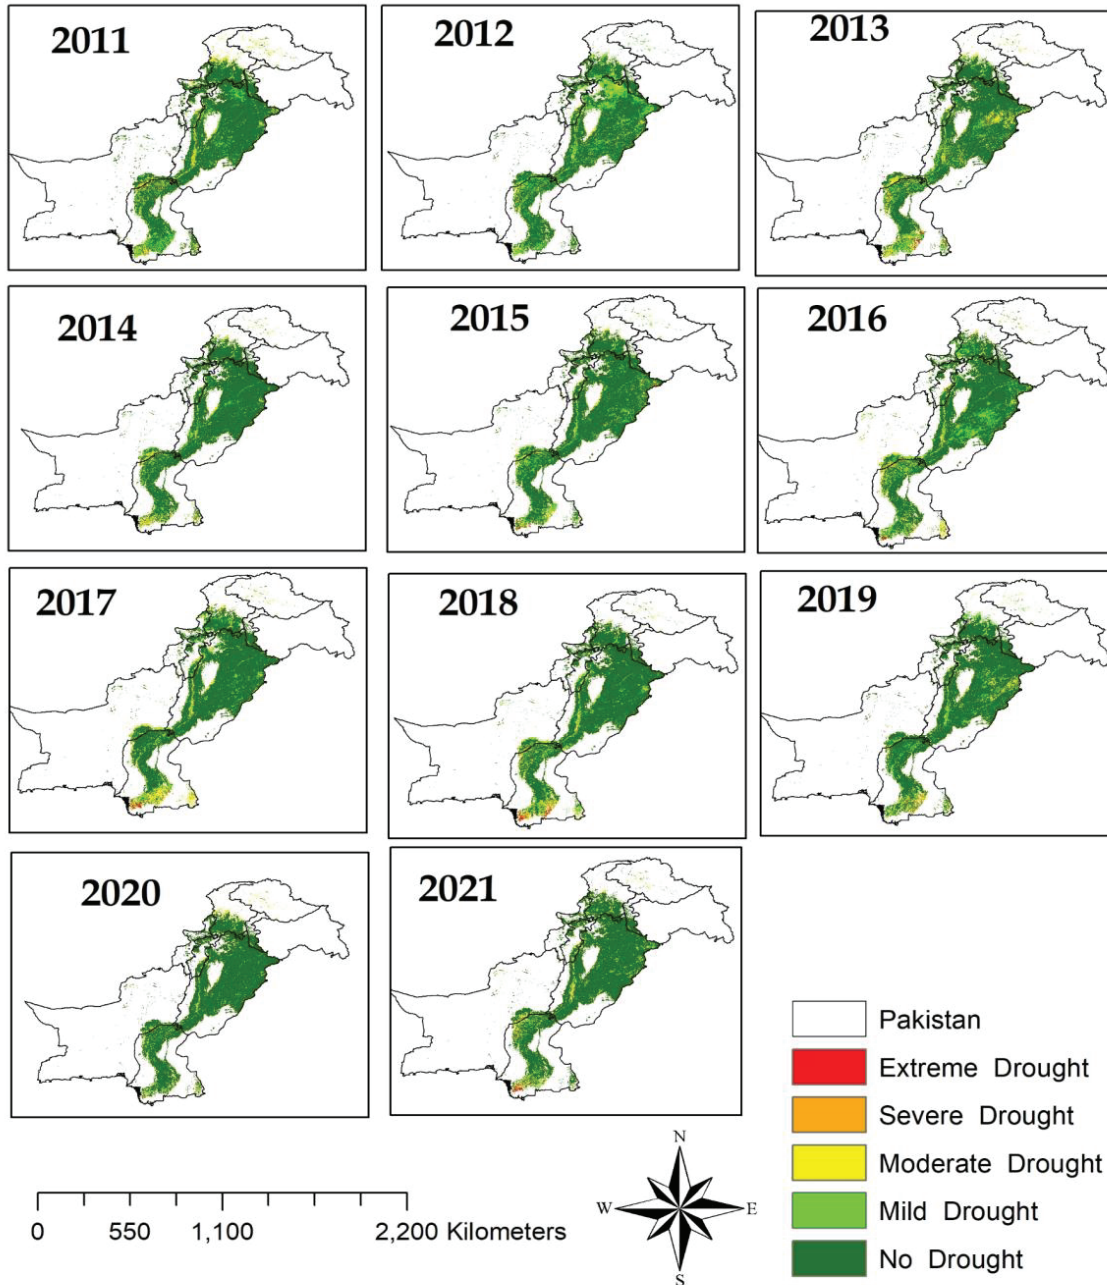 2011
2012
2013
2014
2015
2016
2017
2018
2019
2020
2021
Pakistan
Extreme Drought
Severe Drought
Moderate Drought
Mild Drought
No Drought
N
W
E
S
0 550 1,100 2,200 Kilometers